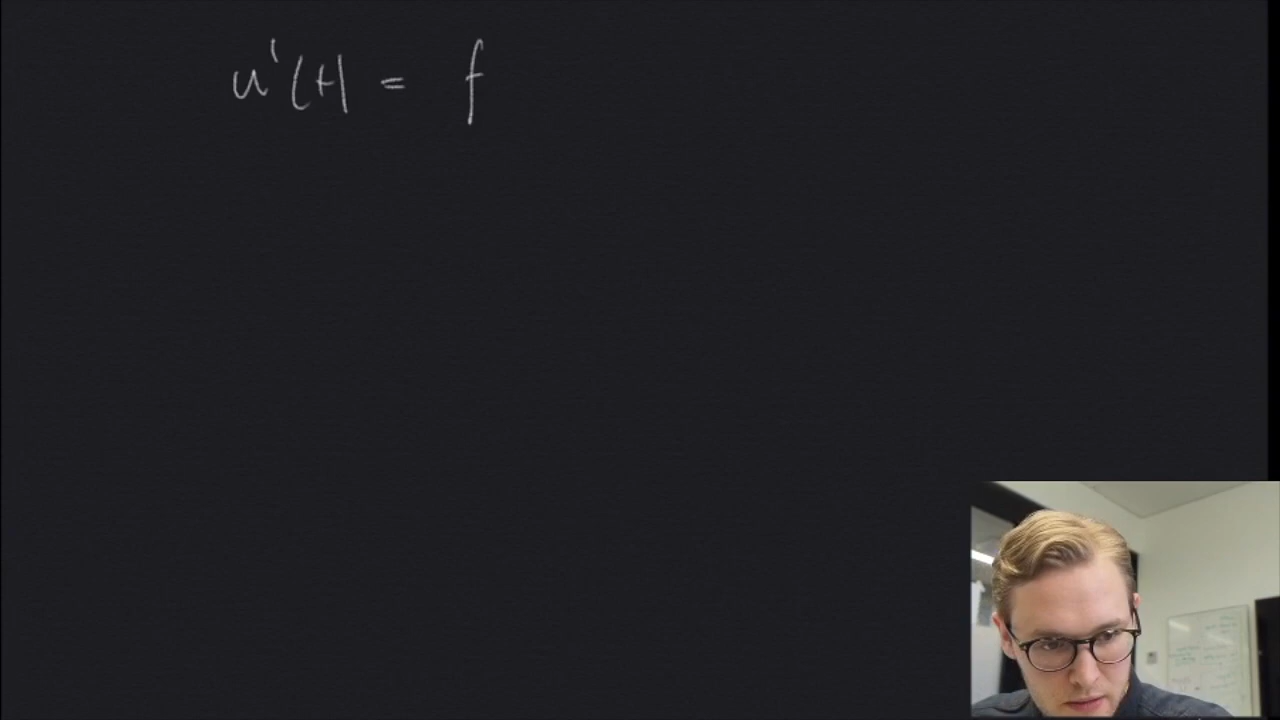 u'(t) = f